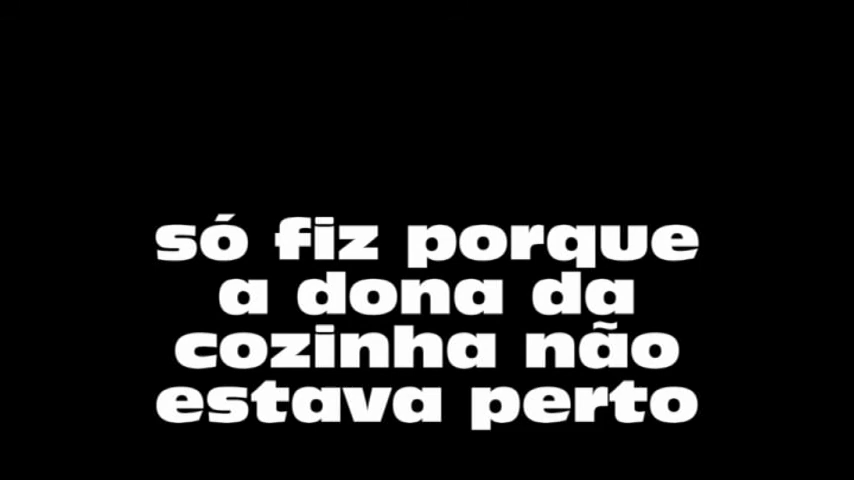 só fiz porque
a dona da
cozinha não
estava perto